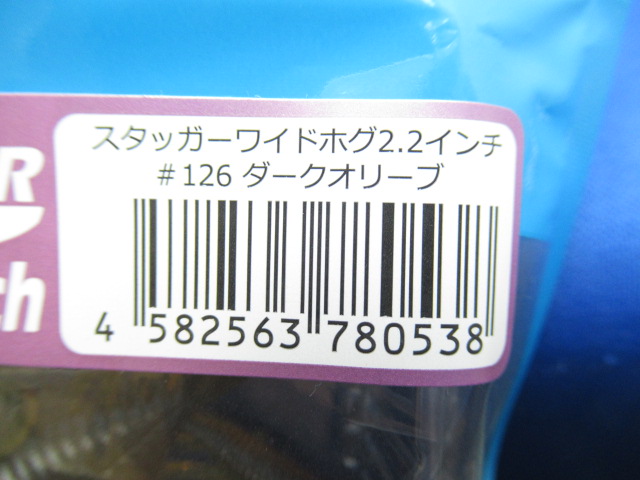 スタッガーワイドホグ2.2インチ
#126 ダークオリーブ
R
ch
4 582563 780538